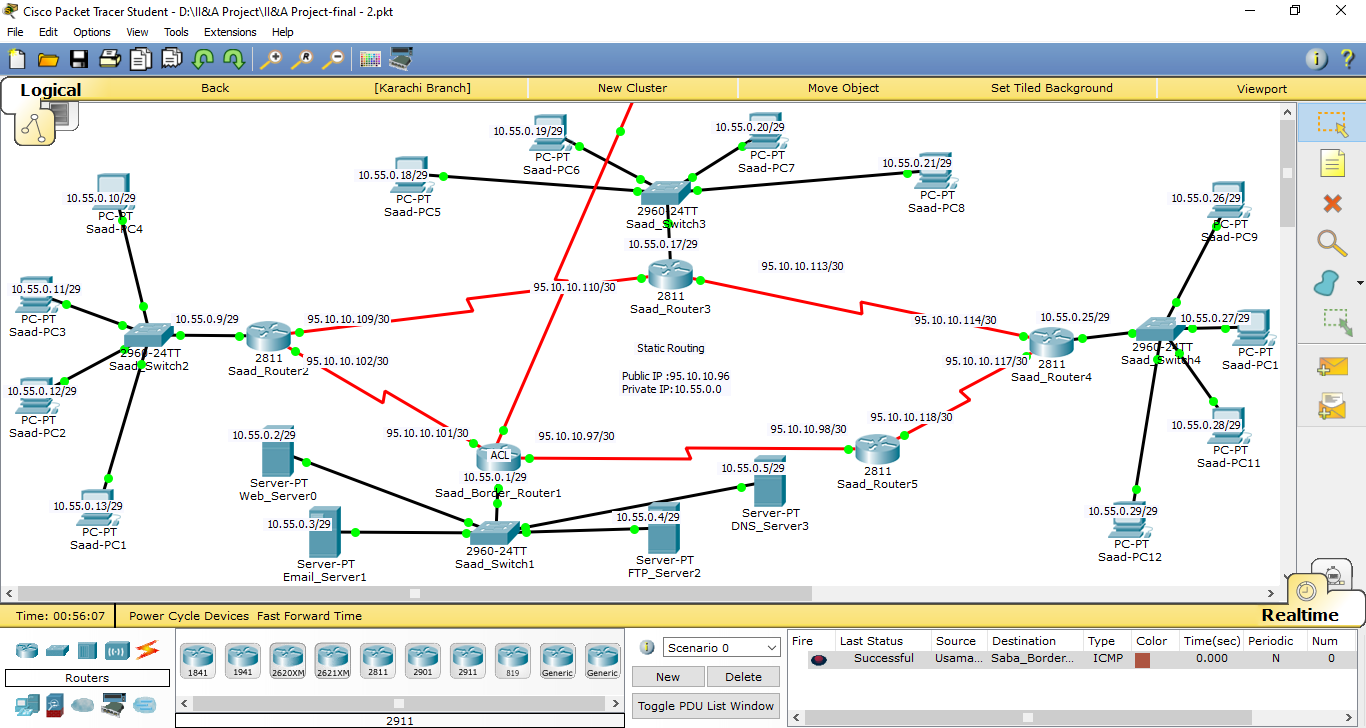 Cisco Packet Tracer Student - D:\II&A Project\II&A Project-final - 2.pkt
File Edit Options View Tools Extensions Help
Logical
Back
[Karachi Branch]
New Cluster
Move Object
Set Tiled Background
Viewport
10.55.0.19/29
PC-PT
Saad-PC6
10.55.0.20/29
PC-PT
Saad-PC7
10.55.0.18/29
PC-PT
Saad-PC5
10.55.0.21/29
PC-PT
Saad-PC8
2960-24TT
Saad_Switch3
10.55.0.17/29
2811
Saad_Router3
95.10.10.110/30
95.10.10.113/30
10.55.0.10/29
PC-PT
Saad-PC4
10.55.0.11/29
PC-PT
Saad-PC3
10.55.0.12/29
PC-PT
Saad-PC2
10.55.0.13/29
PC-PT
Saad-PC1
2960-24TT
Saad_Switch2
10.55.0.9/29
2811
Saad_Router2
95.10.10.109/30
95.10.10.102/30
Static Routing
Public IP :95.10.10.96
Private IP:10.55.0.0
95.10.10.114/30
95.10.10.117/30
2811
Saad_Router4
10.55.0.25/29
2960-24TT
Saad_Switch4
10.55.0.26/29
PC-PT
Saad-PC9
10.55.0.27/29
PC-PT
Saad-PC1
10.55.0.28/29
PC-PT
Saad-PC11
10.55.0.29/29
PC-PT
Saad-PC12
95.10.10.101/30
ACL
95.10.10.97/30
10.55.0.1/29
Saad_Border_Router1
95.10.10.98/30
95.10.10.118/30
2811
Saad_Router5
10.55.0.2/29
Server-PT
Web_Server0
10.55.0.3/29
Server-PT
Email_Server1
2960-24TT
Saad_Switch1
10.55.0.4/29
Server-PT
FTP_Server2
10.55.0.5/29
Server-PT
DNS_Server3
Time: 00:56:07
Power Cycle Devices Fast Forward Time
Realtime
Routers
1841
1941
2620XM
2621XM
2811
2901
2911
819
Generic
Generic
2911
Scenario 0
New
Delete
Toggle PDU List Window
Fire Last Status Source Destination Type Color Time(sec) Periodic Num
Successful Usama... Saba_Border... ICMP 0.000 N 0